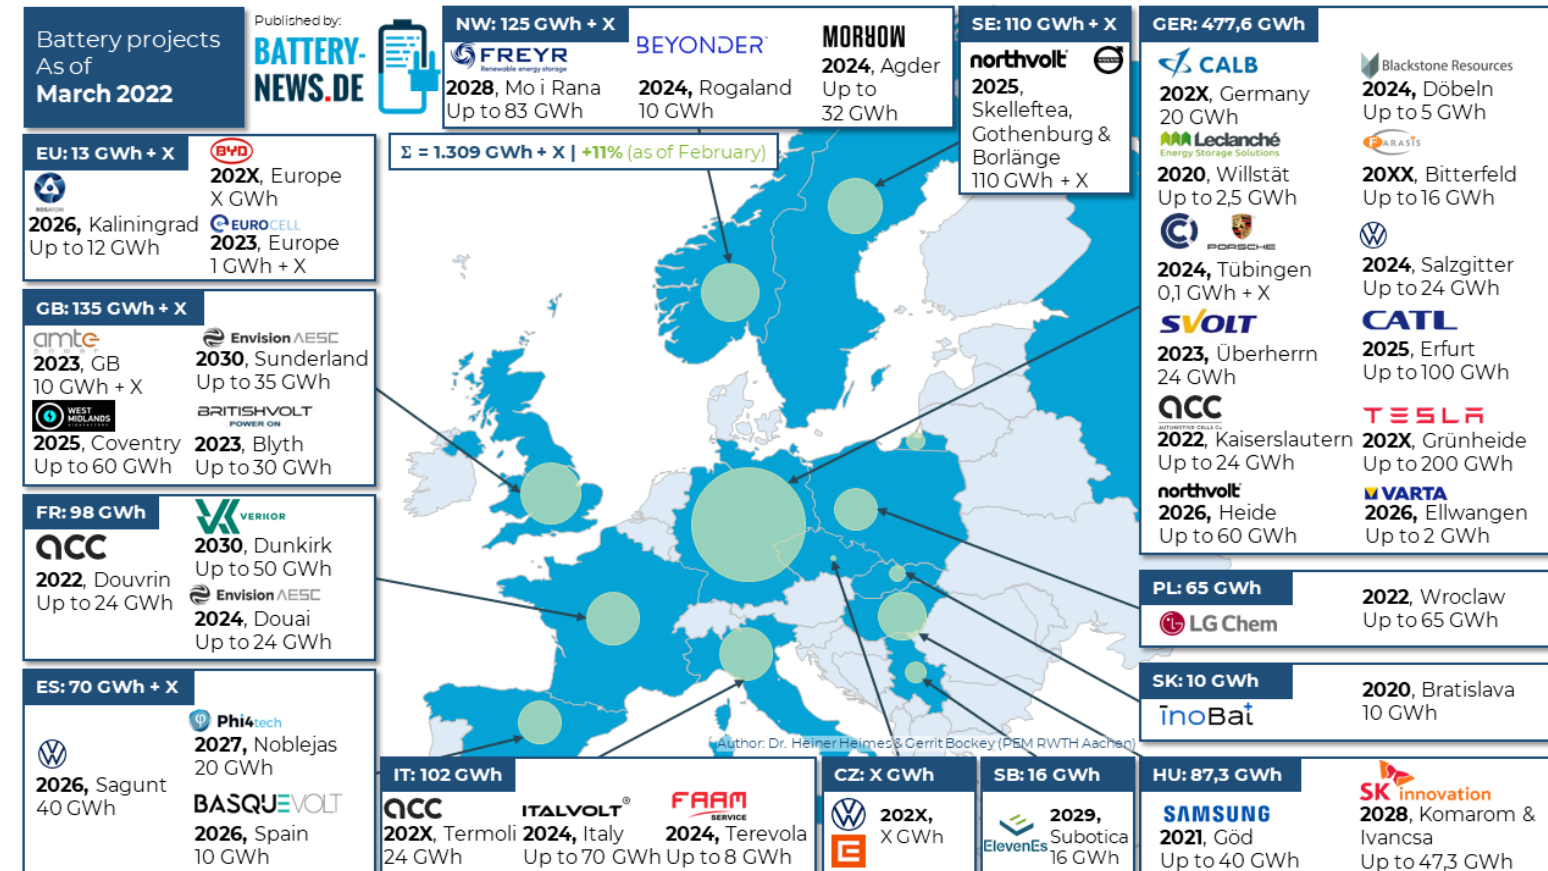 Battery projects
As of
March 2022
Published by:
BATTERY-
NEWS.DE
NW: 125 GWh + X
FREYR
Renewable energy storage
2028, Mo i Rana
Up to 83 GWh
BEYONDER
2024, Rogaland
10 GWh
MORROW
2024, Agder
Up to
32 GWh
SE: 110 GWh + X
northvolt
VOLVO
2025,
Skelleftea,
Gothenburg &
Borlänge
110 GWh + X
GER: 477,6 GWh
CALB
202X, Germany
20 GWh
Blackstone Resources
2024, Döbeln
Up to 5 GWh
Leclanché
Energy Storage Solutions
2020, Willstät
Up to 2,5 GWh
FARASIS
20XX, Bitterfeld
Up to 16 GWh
PORSCHE
2024, Tübingen
0,1 GWh + X
2024, Salzgitter
Up to 24 GWh
SVOLT
2023, Überherrn
24 GWh
CATL
2025, Erfurt
Up to 100 GWh
acc
AUTOMOTIVE CELLS Co
2022, Kaiserslautern
Up to 24 GWh
TESLA
202X, Grünheide
Up to 200 GWh
northvolt
2026, Heide
Up to 60 GWh
VARTA
2026, Ellwangen
Up to 2 GWh
Σ = 1.309 GWh + X | +11% (as of February)
EU: 13 GWh + X
ROSATOM
2026, Kaliningrad
Up to 12 GWh
BYD
202X, Europe
X GWh
EUROCELL
2023, Europe
1 GWh + X
GB: 135 GWh + X
amte
power
2023, GB
10 GWh + X
Envision AESC
2030, Sunderland
Up to 35 GWh
WEST
MIDLANDS
GIGAFACTORY
2025, Coventry
Up to 60 GWh
BRITISHVOLT
POWER ON
2023, Blyth
Up to 30 GWh
FR: 98 GWh
acc
2022, Douvrin
Up to 24 GWh
VERKOR
2030, Dunkirk
Up to 50 GWh
Envision AESC
2024, Douai
Up to 24 GWh
ES: 70 GWh + X
2026, Sagunt
40 GWh
Phi4tech
2027, Noblejas
20 GWh
BASQUEVOLT
2026, Spain
10 GWh
PL: 65 GWh
LG Chem
2022, Wroclaw
Up to 65 GWh
SK: 10 GWh
inoBat
2020, Bratislava
10 GWh
Author: Dr. Heiner Heimes & Gerrit Bockey (PEM RWTH Aachen)
IT: 102 GWh
acc
202X, Termoli
24 GWh
ITALVOLT®
2024, Italy
Up to 70 GWh
FAAM
SERVICE
2024, Terevola
Up to 8 GWh
CZ: X GWh
202X,
X GWh
SB: 16 GWh
ElevenEs
2029,
Subotica
16 GWh
HU: 87,3 GWh
SAMSUNG
2021, Göd
Up to 40 GWh
SK innovation
2028, Komarom &
Ivancsa
Up to 47,3 GWh